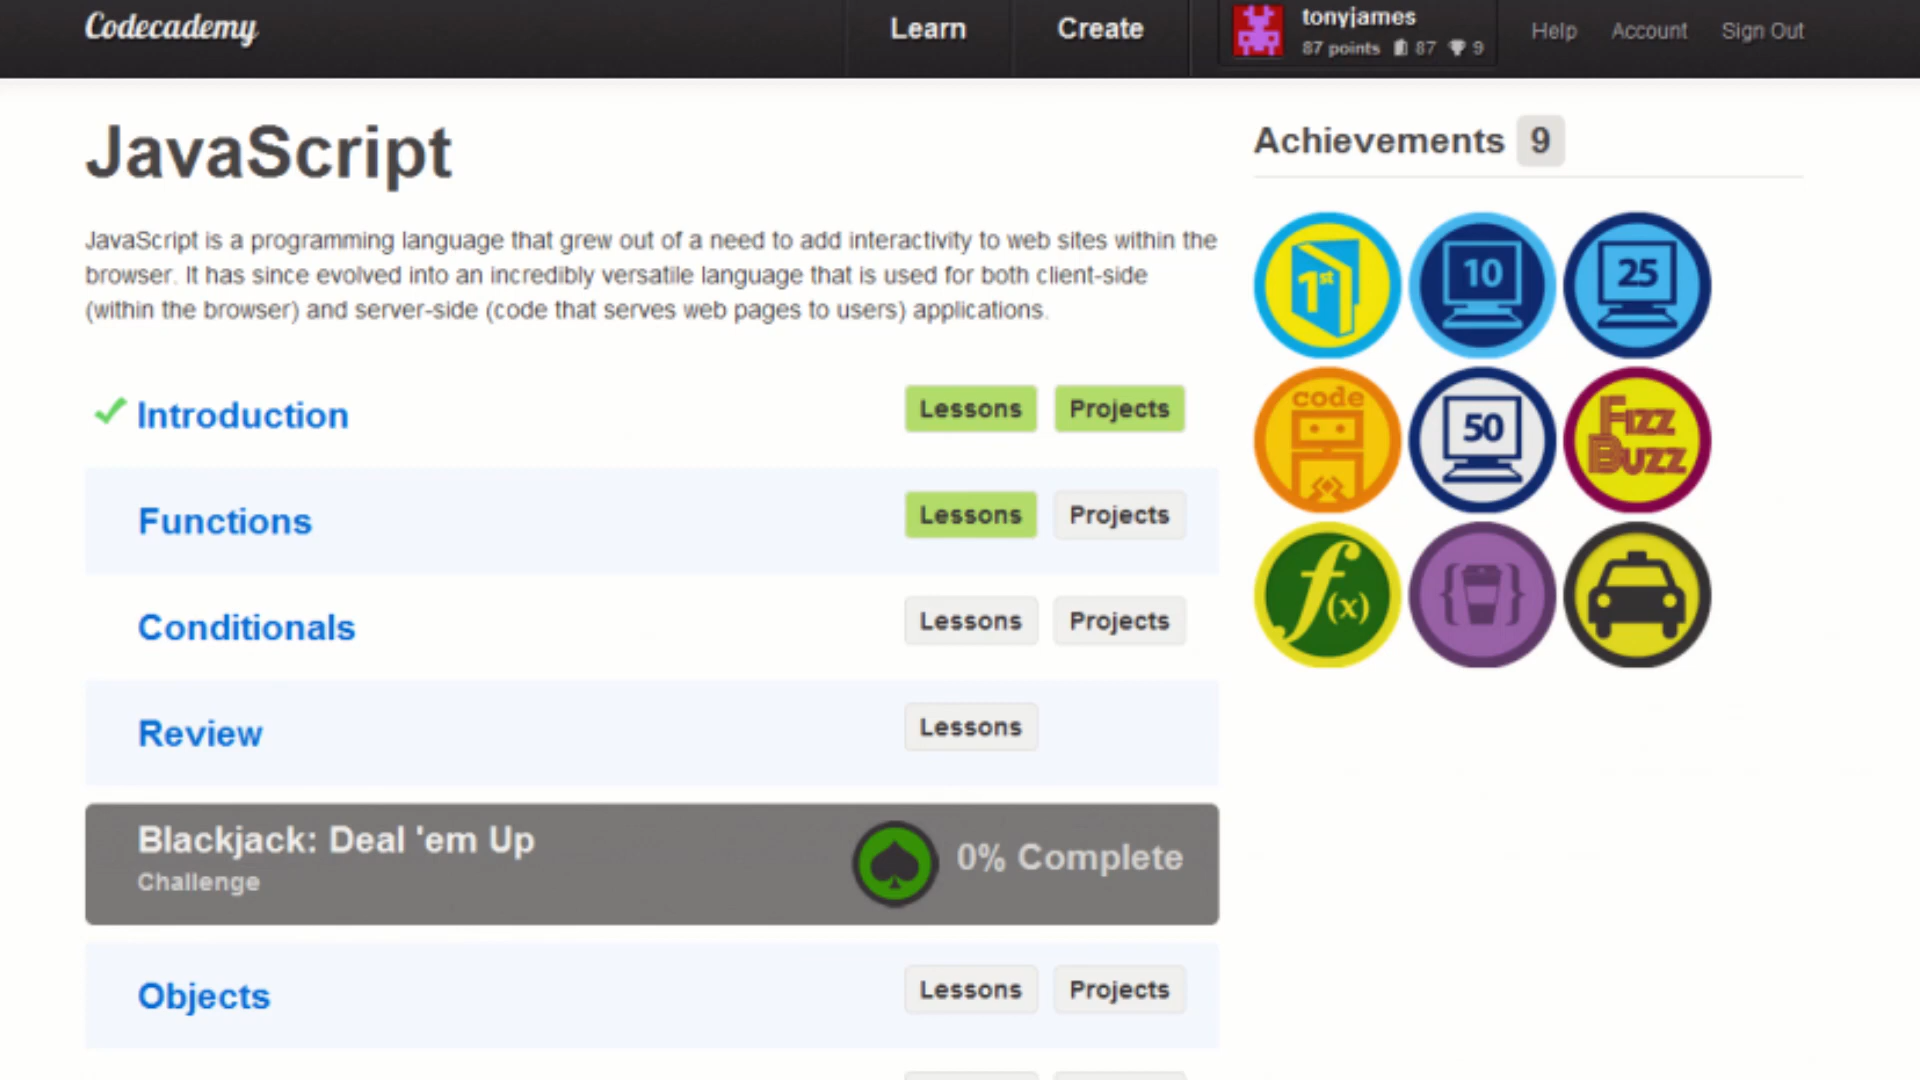 Codecademy
Learn
Create
tonyjames
87 points 87 9
Help
Account
Sign Out
JavaScript
JavaScript is a programming language that grew out of a need to add interactivity to web sites within the
browser. It has since evolved into an incredibly versatile language that is used for both client-side
(within the browser) and server-side (code that serves web pages to users) applications.
Introduction
Lessons
Projects
Functions
Lessons
Projects
Conditionals
Lessons
Projects
Review
Lessons
Blackjack: Deal 'em Up
Challenge
0% Complete
Objects
Lessons
Projects
Achievements 9
1st
10
25
code
50
FIZZ
BUZZ
f(x)